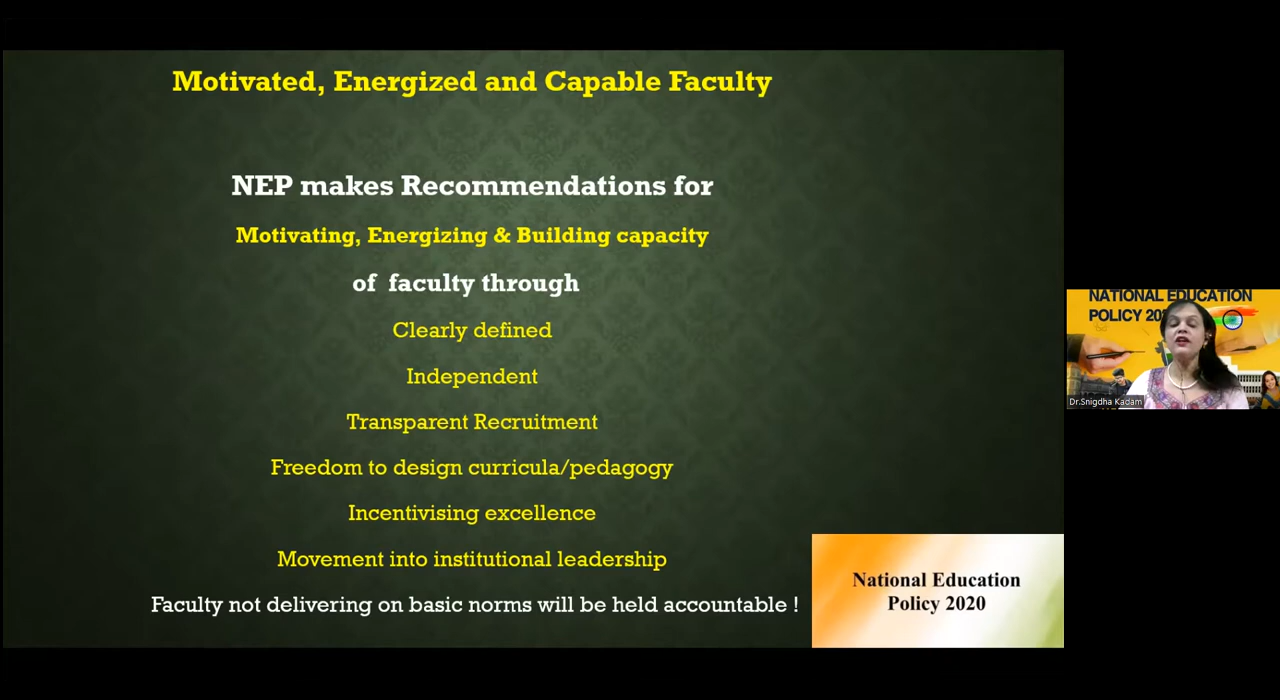 Motivated, Energized and Capable Faculty
NEP makes Recommendations for
Motivating, Energizing & Building capacity
of faculty through
Clearly defined
Independent
Transparent Recruitment
Freedom to design curricula/pedagogy
Incentivising excellence
Movement into institutional leadership
Faculty not delivering on basic norms will be held accountable !
National Education
Policy 2020
NATIONAL EDUCATION
POLICY
Dr.Snigdha Kadam